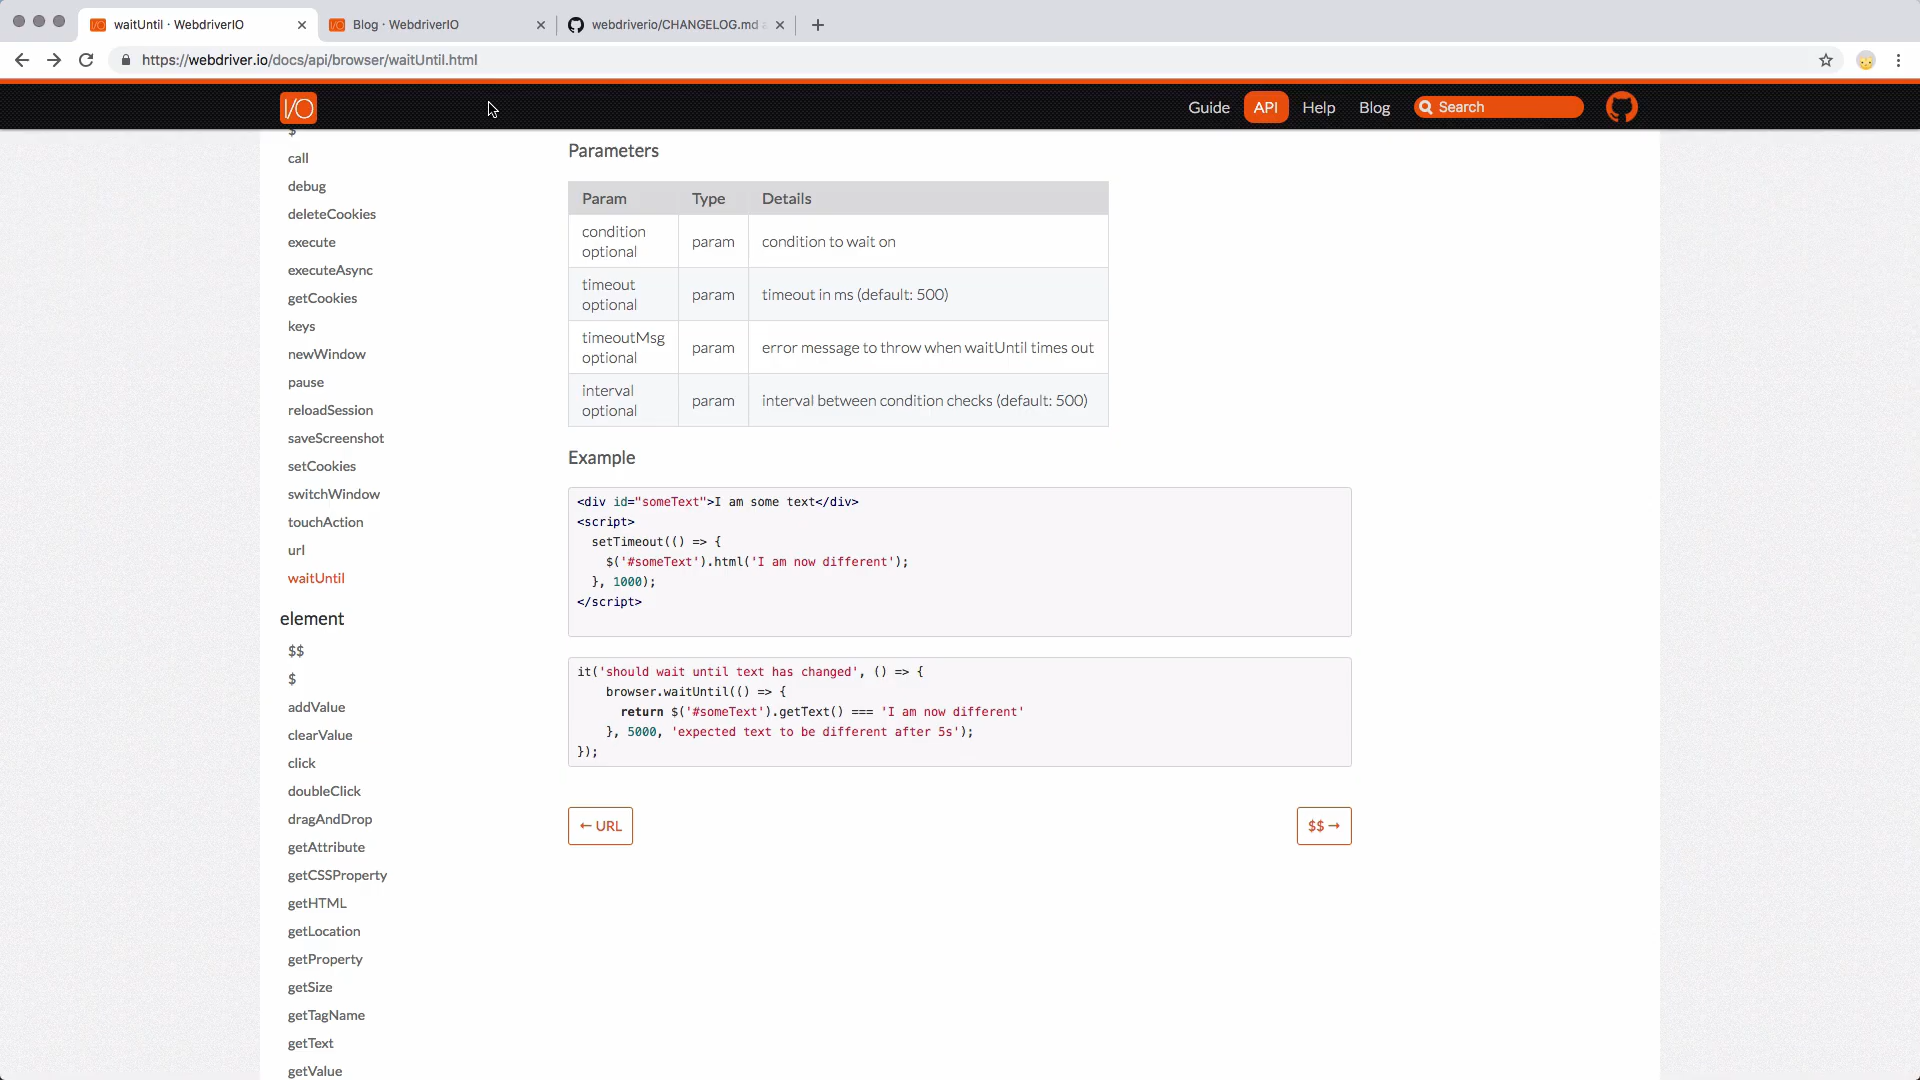 waitUntil · WebdriverIO
Blog · WebdriverIO
webdriverio/CHANGELOG.md
https://webdriver.io/docs/api/browser/waitUntil.html
I/O
Guide
API
Help
Blog
Search
$
call
debug
deleteCookies
execute
executeAsync
getCookies
keys
newWindow
pause
reloadSession
saveScreenshot
setCookies
switchWindow
touchAction
url
waitUntil
element
$$
$
addValue
clearValue
click
doubleClick
dragAndDrop
getAttribute
getCSSProperty
getHTML
getLocation
getProperty
getSize
getTagName
getText
getValue
Parameters
Param Type Details
condition
optional
param
condition to wait on
timeout
optional
param
timeout in ms (default: 500)
timeoutMsg
optional
param
error message to throw when waitUntil times out
interval
optional
param
interval between condition checks (default: 500)
Example
<div id="someText">I am some text</div>
<script>
  setTimeout(() => {
    $('#someText').html('I am now different');
  }, 1000);
</script>
it('should wait until text has changed', () => {
    browser.waitUntil(() => {
      return $('#someText').getText() === 'I am now different'
    }, 5000, 'expected text to be different after 5s');
});
← URL
$$ →